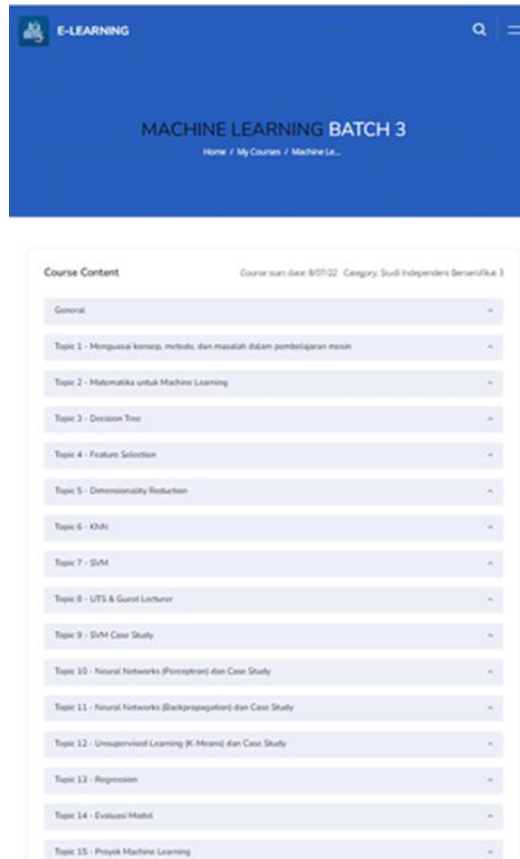 E-LEARNING
MACHINE LEARNING BATCH 3
Home / My Courses / Machine Le...
Course Content
Course start date: 8/07/22 Category: Studi Independen Bersertifikat 3
General
Topic 1 - Menguasai konsep, metode, dan masalah dalam pembelajaran mesin
Topic 2 - Matematika untuk Machine Learning
Topic 3 - Decision Tree
Topic 4 - Feature Selection
Topic 5 - Dimensionality Reduction
Topic 6 - KNN
Topic 7 - SVM
Topic 8 - UTS & Guest Lecturer
Topic 9 - SVM Case Study
Topic 10 - Neural Networks (Perceptron) dan Case Study
Topic 11 - Neural Networks (Backpropagation) dan Case Study
Topic 12 - Unsupervised Learning (K-Means) dan Case Study
Topic 13 - Regression
Topic 14 - Evaluasi Model
Topic 15 - Proyek Machine Learning